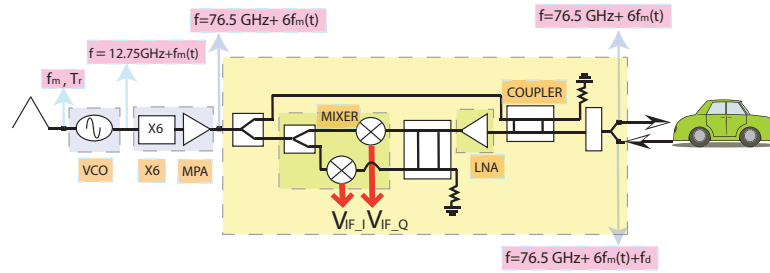 f=76.5 GHz+ 6fm(t)
f=76.5 GHz+ 6fm(t)
f = 12.75GHz+fm(t)
fm , Tr
COUPLER
MIXER
X6
VCO
X6
MPA
LNA
VIF_I
VIF_Q
f=76.5 GHz+ 6fm(t)+fd